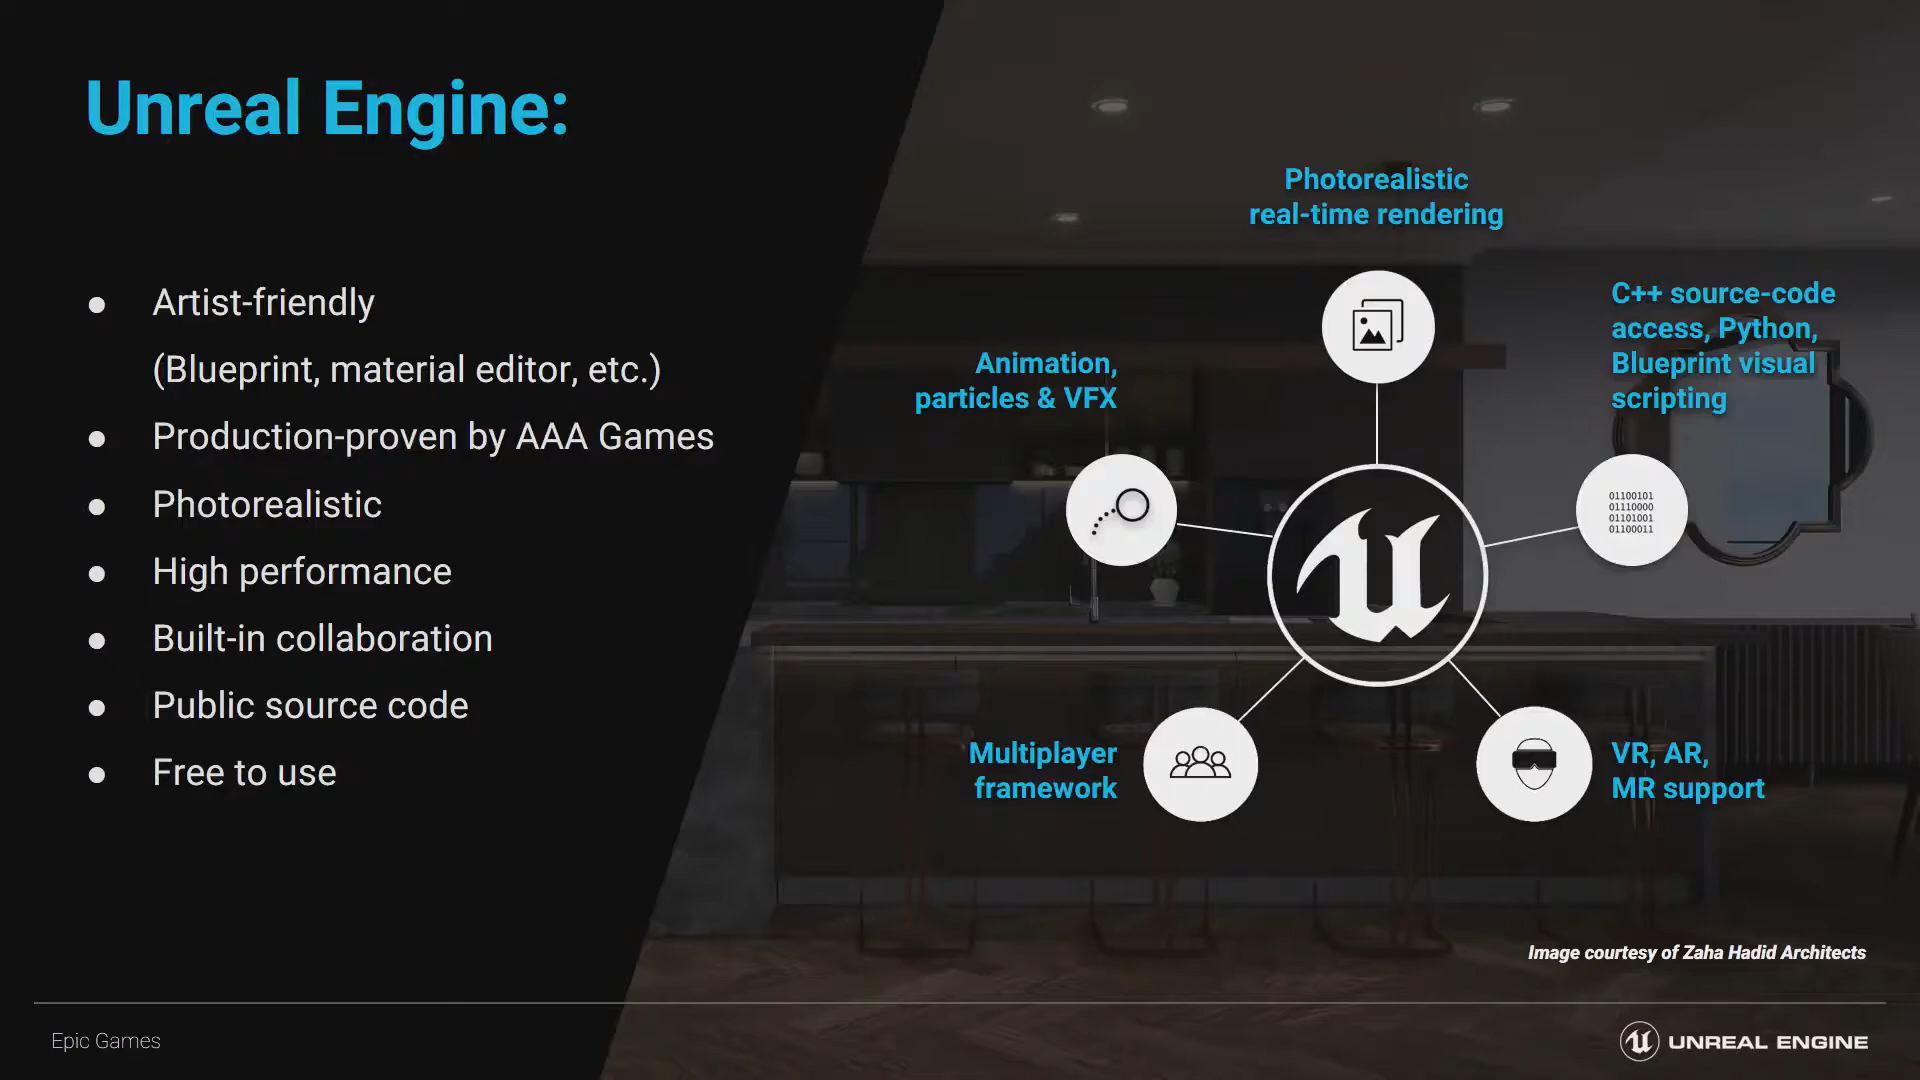 Unreal Engine:
● Artist-friendly
(Blueprint, material editor, etc.)
● Production-proven by AAA Games
● Photorealistic
● High performance
● Built-in collaboration
● Public source code
● Free to use
Photorealistic
real-time rendering
C++ source-code
access, Python,
Blueprint visual
scripting
Animation,
particles & VFX
01100101
01110000
01101001
01100011
Multiplayer
framework
VR, AR,
MR support
Image courtesy of Zaha Hadid Architects
Epic Games
UNREAL ENGINE